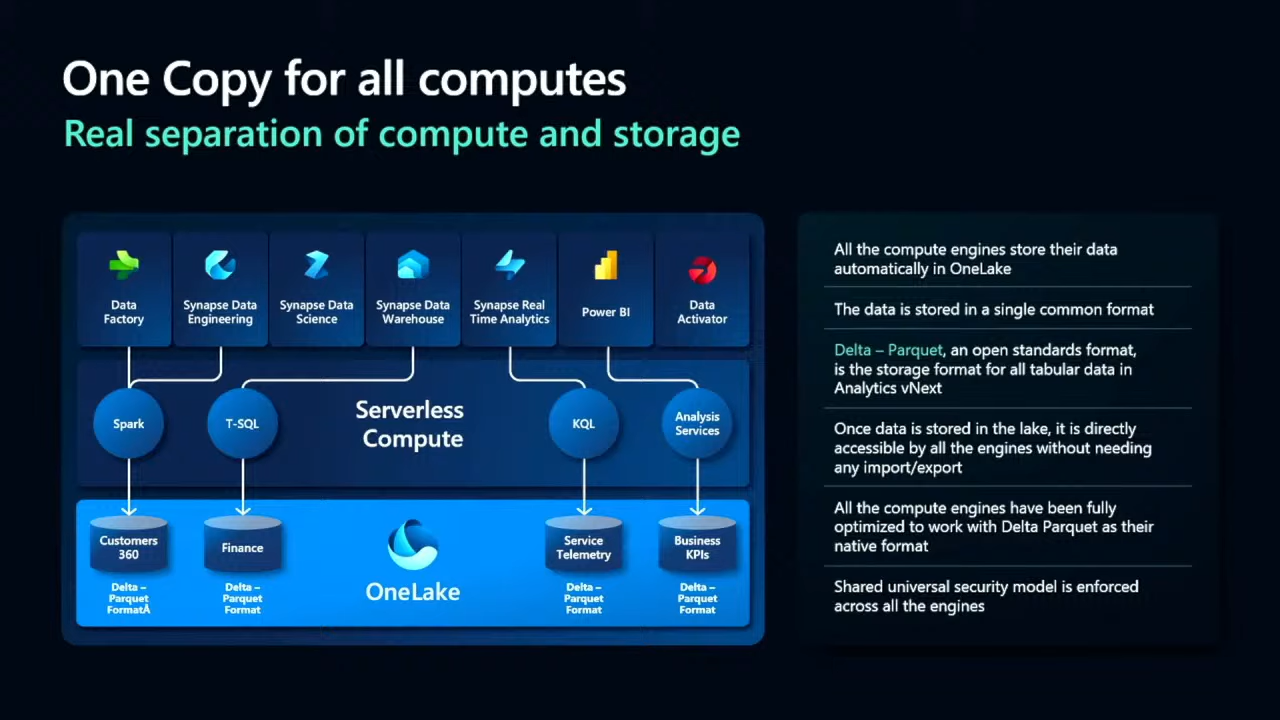 One Copy for all computes
Real separation of compute and storage
Data
Factory
Synapse Data
Engineering
Synapse Data
Science
Synapse Data
Warehouse
Synapse Real
Time Analytics
Power BI
Data
Activator
Spark
T-SQL
Serverless
Compute
KQL
Analysis
Services
Customers
360
Finance
Service
Telemetry
Business
KPIs
Delta –
Parquet
FormatÂ
Delta –
Parquet
Format
OneLake
Delta –
Parquet
Format
Delta –
Parquet
Format
All the compute engines store their data
automatically in OneLake
The data is stored in a single common format
Delta – Parquet, an open standards format,
is the storage format for all tabular data in
Analytics vNext
Once data is stored in the lake, it is directly
accessible by all the engines without needing
any import/export
All the compute engines have been fully
optimized to work with Delta Parquet as their
native format
Shared universal security model is enforced
across all the engines